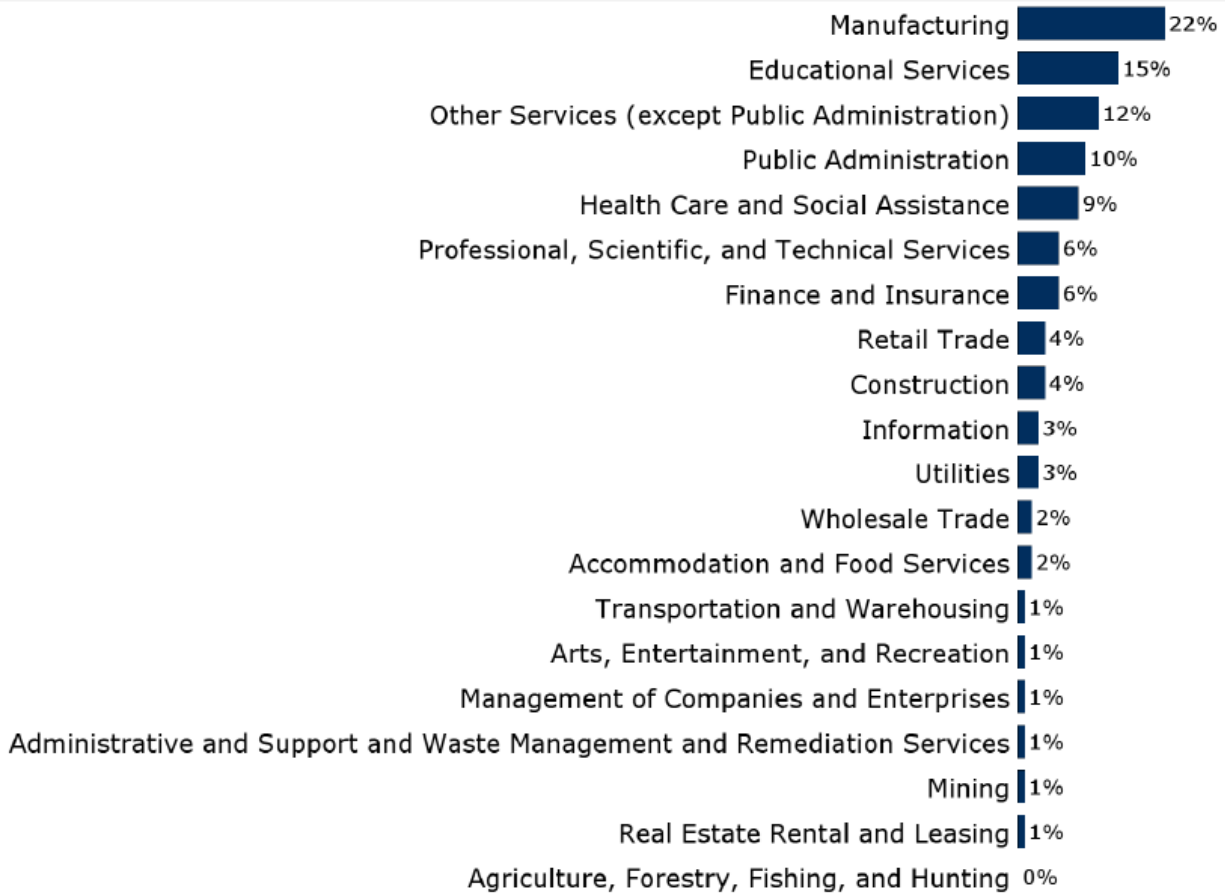 Manufacturing 22%
Educational Services 15%
Other Services (except Public Administration) 12%
Public Administration 10%
Health Care and Social Assistance 9%
Professional, Scientific, and Technical Services 6%
Finance and Insurance 6%
Retail Trade 4%
Construction 4%
Information 3%
Utilities 3%
Wholesale Trade 2%
Accommodation and Food Services 2%
Transportation and Warehousing 1%
Arts, Entertainment, and Recreation 1%
Management of Companies and Enterprises 1%
Administrative and Support and Waste Management and Remediation Services 1%
Mining 1%
Real Estate Rental and Leasing 1%
Agriculture, Forestry, Fishing, and Hunting 0%